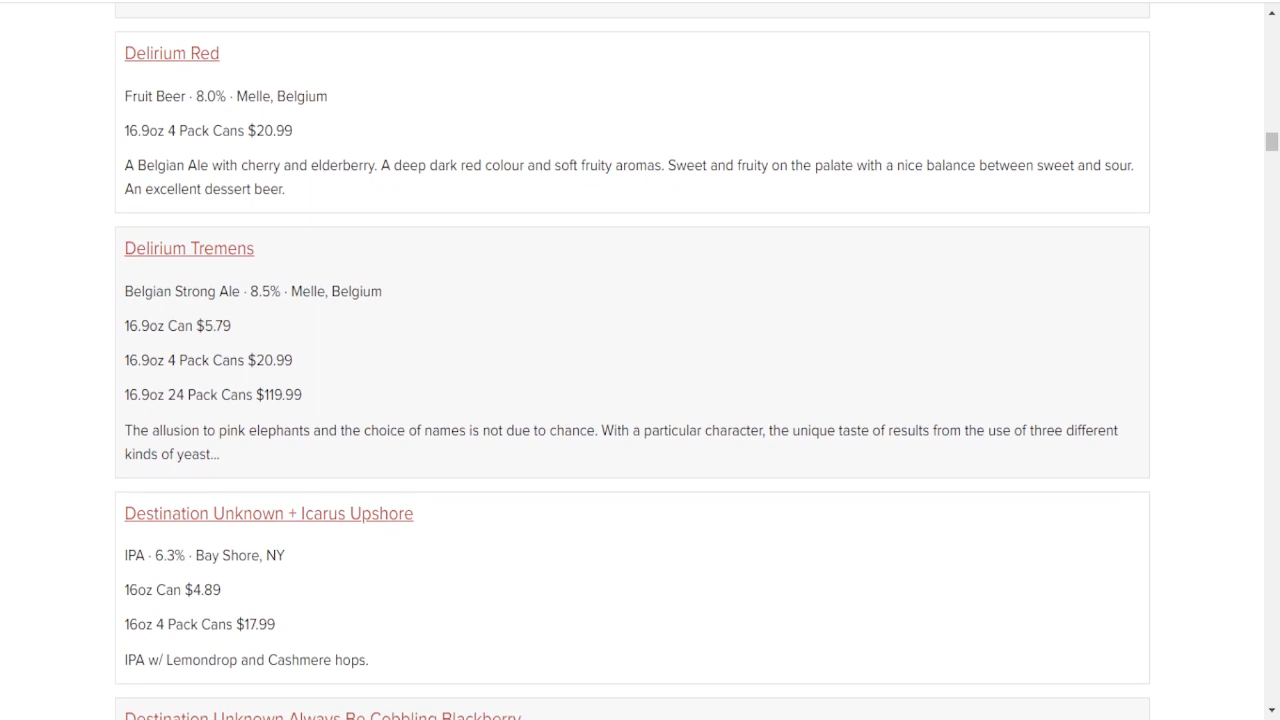 Delirium Red
Fruit Beer · 8.0% · Melle, Belgium
16.9oz 4 Pack Cans $20.99
A Belgian Ale with cherry and elderberry. A deep dark red colour and soft fruity aromas. Sweet and fruity on the palate with a nice balance between sweet and sour.
An excellent dessert beer.
Delirium Tremens
Belgian Strong Ale · 8.5% · Melle, Belgium
16.9oz Can $5.79
16.9oz 4 Pack Cans $20.99
16.9oz 24 Pack Cans $119.99
The allusion to pink elephants and the choice of names is not due to chance. With a particular character, the unique taste of results from the use of three different
kinds of yeast...
Destination Unknown + Icarus Upshore
IPA · 6.3% · Bay Shore, NY
16oz Can $4.89
16oz 4 Pack Cans $17.99
IPA w/ Lemondrop and Cashmere hops.
Destination Unknown Always Be Cobbling Blackberry